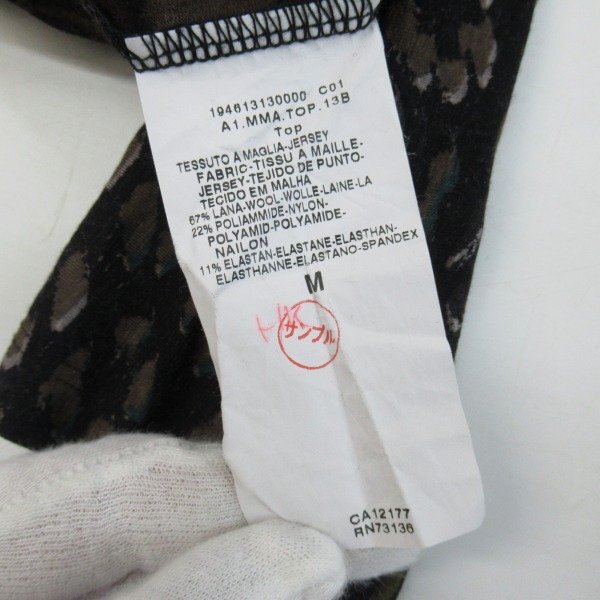 194613130000 C01
A1.MMA.TOP.13B
Top
TESSUTO A MAGLIA-JERSEY
FABRIC-TISSU A MAILLE-
JERSEY-TEJIDO DE PUNTO-
TECIDO EM MALHA
67% LANA-WOOL-WOLLE-LAINE-LA
22% POLIAMMIDE-NYLON-
POLYAMID-POLYAMIDE-
NAILON
11% ELASTAN-ELASTANE-ELASTHAN-
ELASTHANNE-ELASTANO-SPANDEX
M
サンプル
CA12177
RN73136